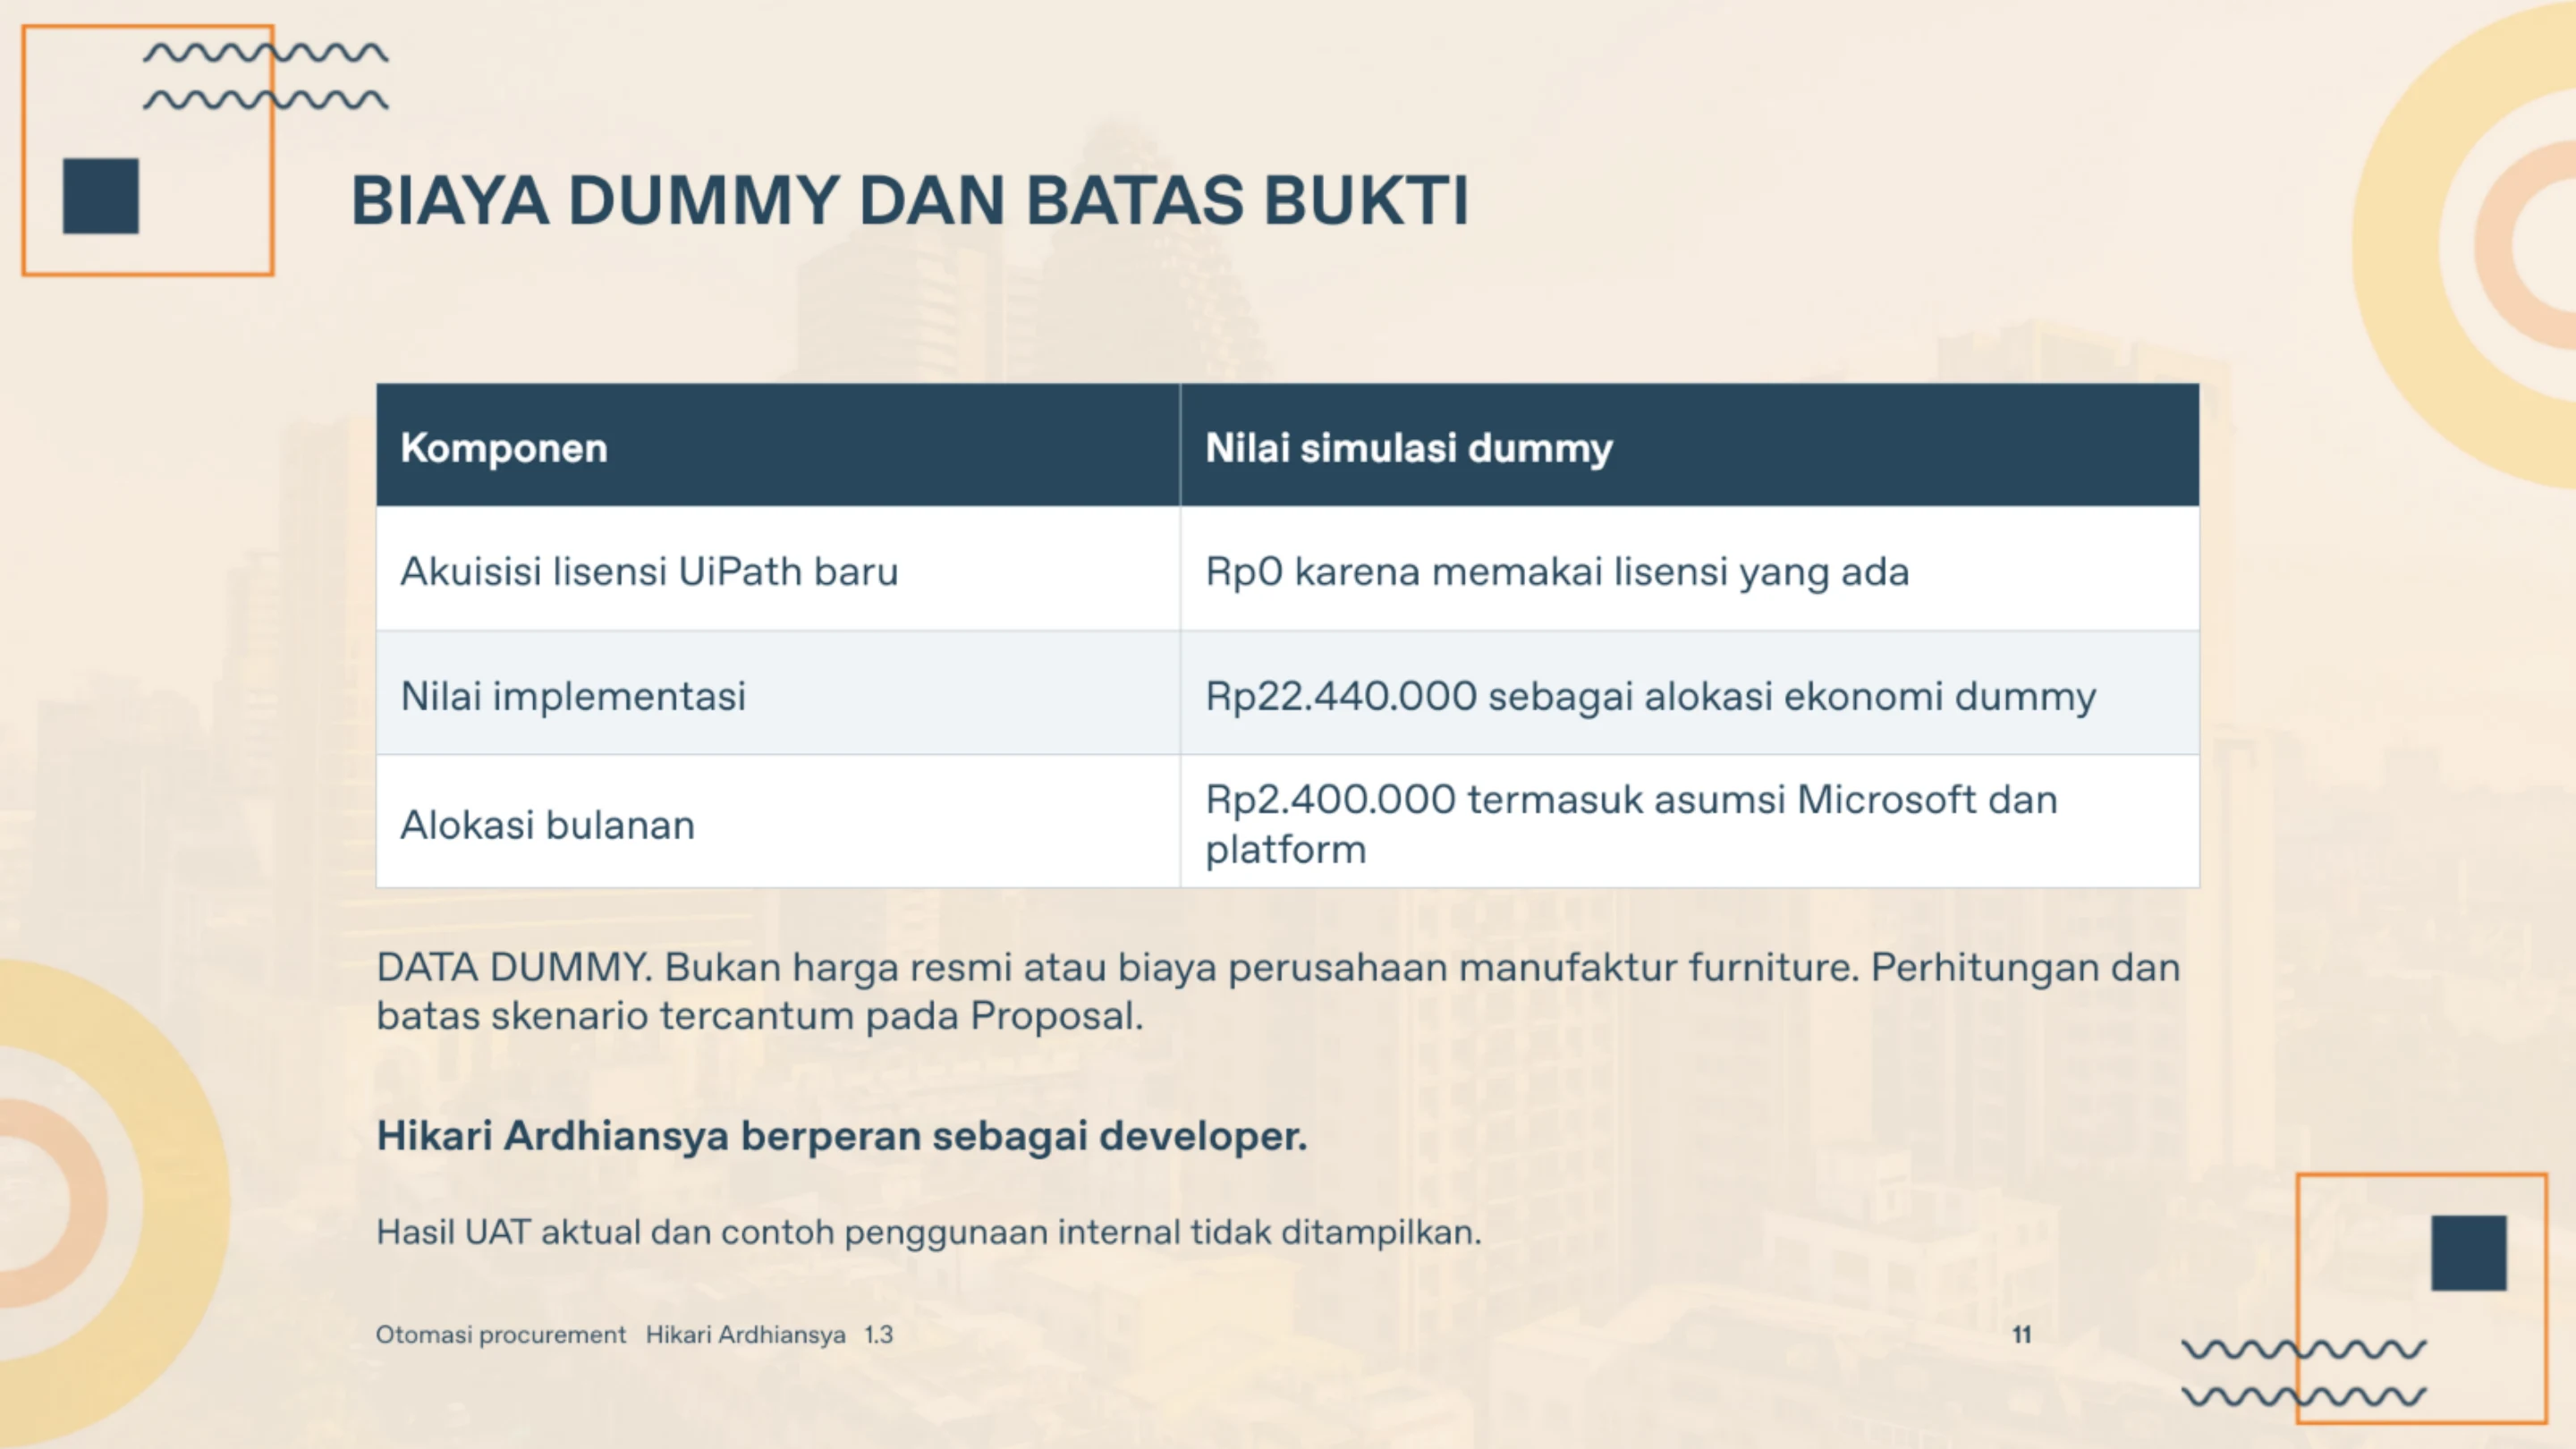 BIAYA DUMMY DAN BATAS BUKTI
Komponen
Nilai simulasi dummy
Akuisisi lisensi UiPath baru
Rp0 karena memakai lisensi yang ada
Nilai implementasi
Rp22.440.000 sebagai alokasi ekonomi dummy
Alokasi bulanan
Rp2.400.000 termasuk asumsi Microsoft dan
platform
DATA DUMMY. Bukan harga resmi atau biaya perusahaan manufaktur furniture. Perhitungan dan
batas skenario tercantum pada Proposal.
Hikari Ardhiansya berperan sebagai developer.
Hasil UAT aktual dan contoh penggunaan internal tidak ditampilkan.
Otomasi procurement Hikari Ardhiansya 1.3
11